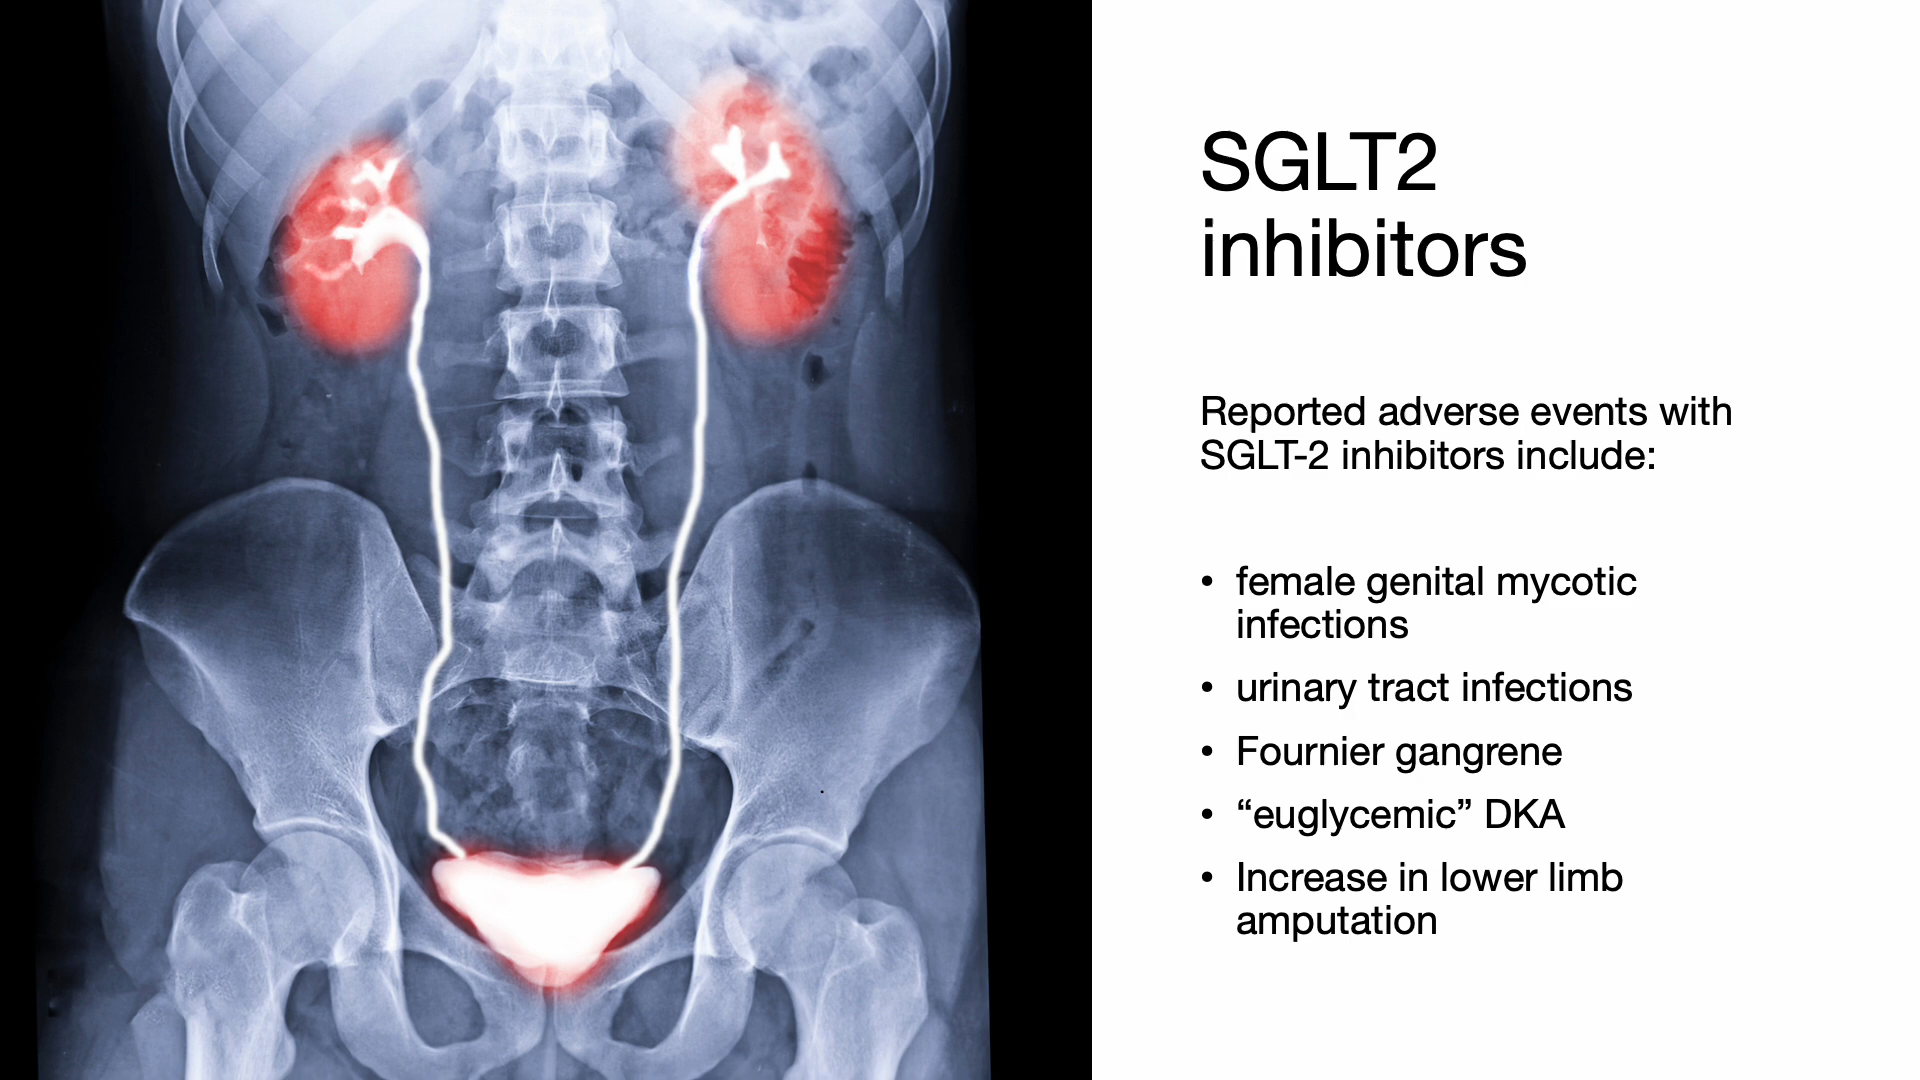 SGLT2
inhibitors
Reported adverse events with
SGLT-2 inhibitors include:
• female genital mycotic
infections
• urinary tract infections
• Fournier gangrene
• “euglycemic” DKA
• Increase in lower limb
amputation